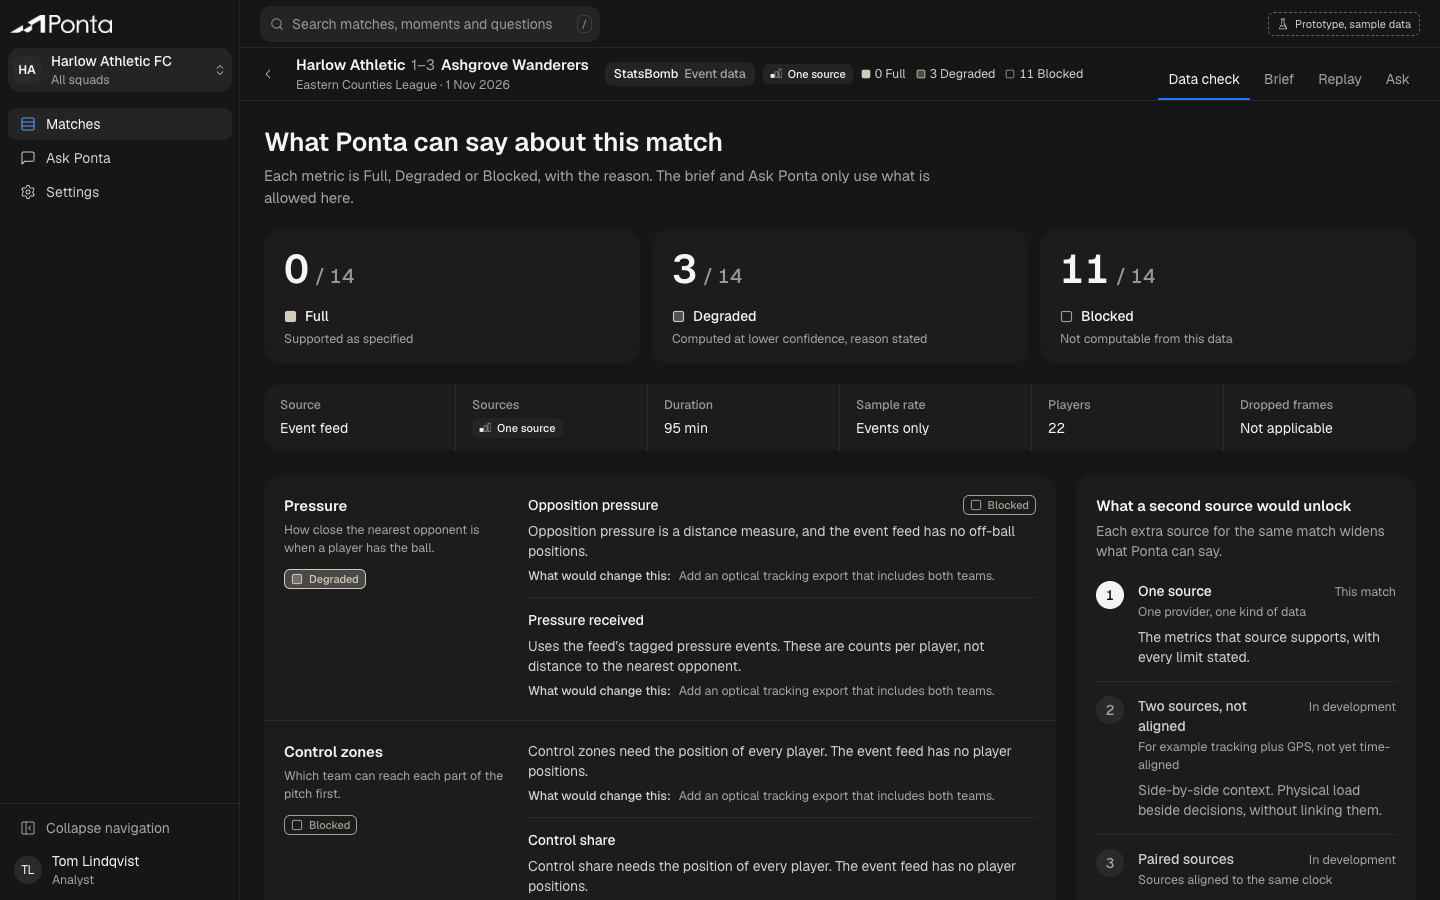 Ponta
Search matches, moments and questions
/
Prototype, sample data
HA
Harlow Athletic FC
All squads
Harlow Athletic 1–3 Ashgrove Wanderers
Eastern Counties League · 1 Nov 2026
StatsBomb Event data
One source
0 Full
3 Degraded
11 Blocked
Data check
Brief
Replay
Ask
Matches
Ask Ponta
Settings
What Ponta can say about this match
Each metric is Full, Degraded or Blocked, with the reason. The brief and Ask Ponta only use what is
allowed here.
0 / 14
Full
Supported as specified
3 / 14
Degraded
Computed at lower confidence, reason stated
11 / 14
Blocked
Not computable from this data
Source
Event feed
Sources
One source
Duration
95 min
Sample rate
Events only
Players
22
Dropped frames
Not applicable
Pressure
How close the nearest opponent is
when a player has the ball.
Degraded
Opposition pressure
Blocked
Opposition pressure is a distance measure, and the event feed has no off-ball
positions.
What would change this: Add an optical tracking export that includes both teams.
Pressure received
Uses the feed's tagged pressure events. These are counts per player, not
distance to the nearest opponent.
What would change this: Add an optical tracking export that includes both teams.
Control zones
Which team can reach each part of the
pitch first.
Blocked
Control zones need the position of every player. The event feed has no player
positions.
What would change this: Add an optical tracking export that includes both teams.
Control share
Control share needs the position of every player. The event feed has no player
positions.
What a second source would unlock
Each extra source for the same match widens
what Ponta can say.
1
One source
This match
One provider, one kind of data
The metrics that source supports, with
every limit stated.
2
Two sources, not
aligned
In development
For example tracking plus GPS, not yet time-
aligned
Side-by-side context. Physical load
beside decisions, without linking them.
3
Paired sources
In development
Sources aligned to the same clock
Collapse navigation
TL
Tom Lindqvist
Analyst